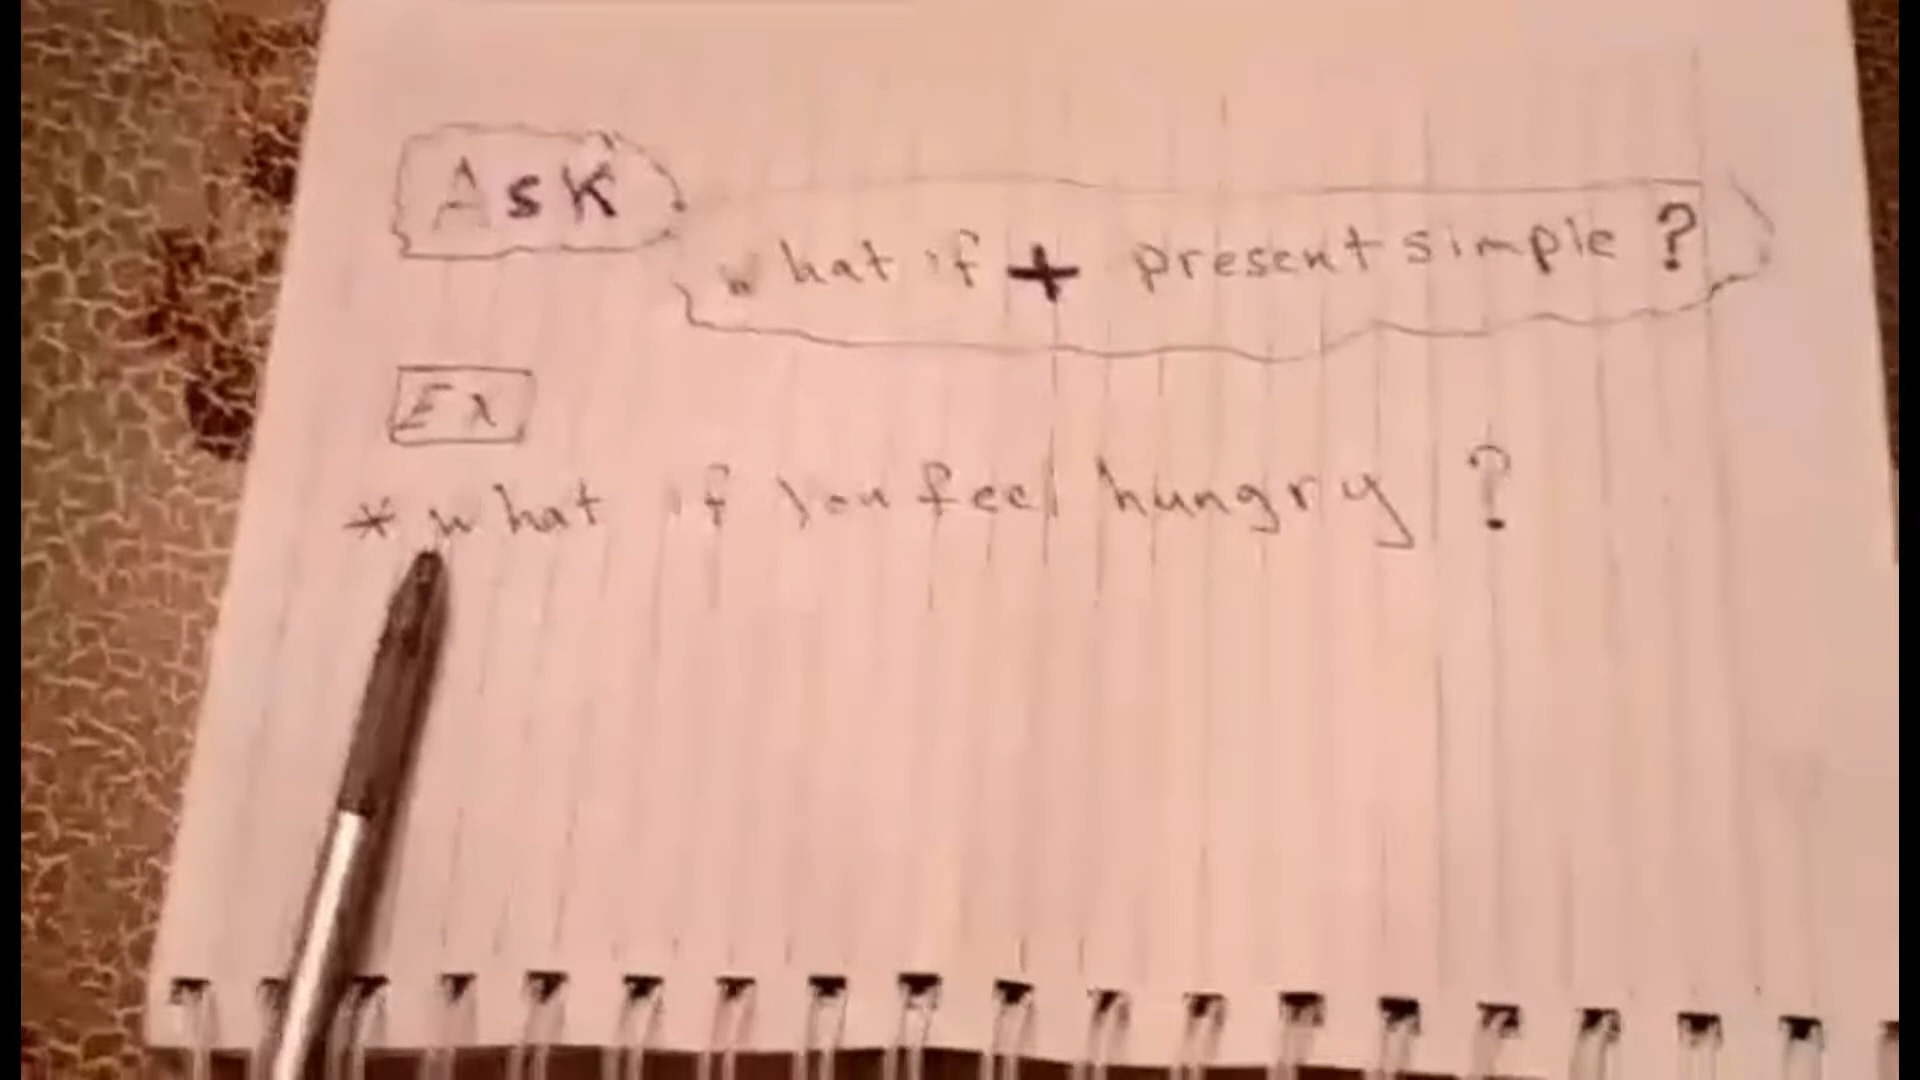 Ask
what if + present simple ?
Ex
* what if you feel hungry ?